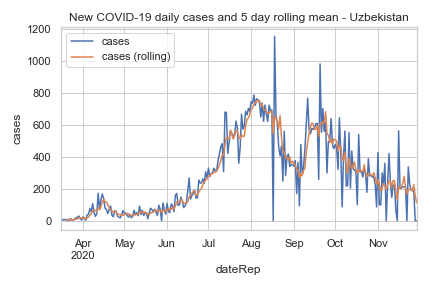 New COVID-19 daily cases and 5 day rolling mean - Uzbekistan
cases
cases (rolling)
1200
1000
800
600
400
200
0
cases
Apr
2020
May
Jun
Jul
Aug
Sep
Oct
Nov
dateRep